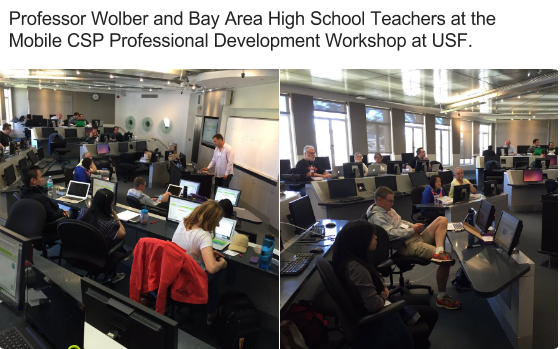 Professor Wolber and Bay Area High School Teachers at the
Mobile CSP Professional Development Workshop at USF.